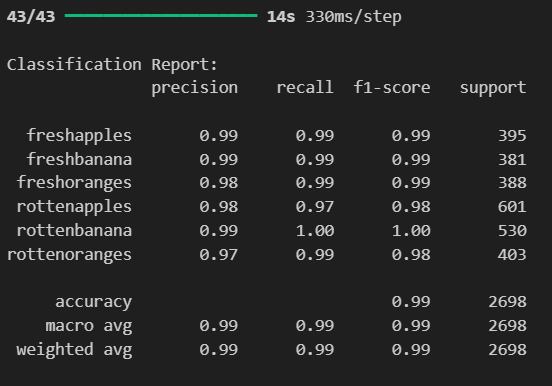 43/43 ━━━━━━━━━━━━━━━━━━━━ 14s 330ms/step
Classification Report:
precision recall f1-score support
freshapples 0.99 0.99 0.99 395
freshbanana 0.99 0.99 0.99 381
freshoranges 0.98 0.99 0.99 388
rottenapples 0.98 0.97 0.98 601
rottenbanana 0.99 1.00 1.00 530
rottenoranges 0.97 0.99 0.98 403
accuracy 0.99 2698
macro avg 0.99 0.99 0.99 2698
weighted avg 0.99 0.99 0.99 2698